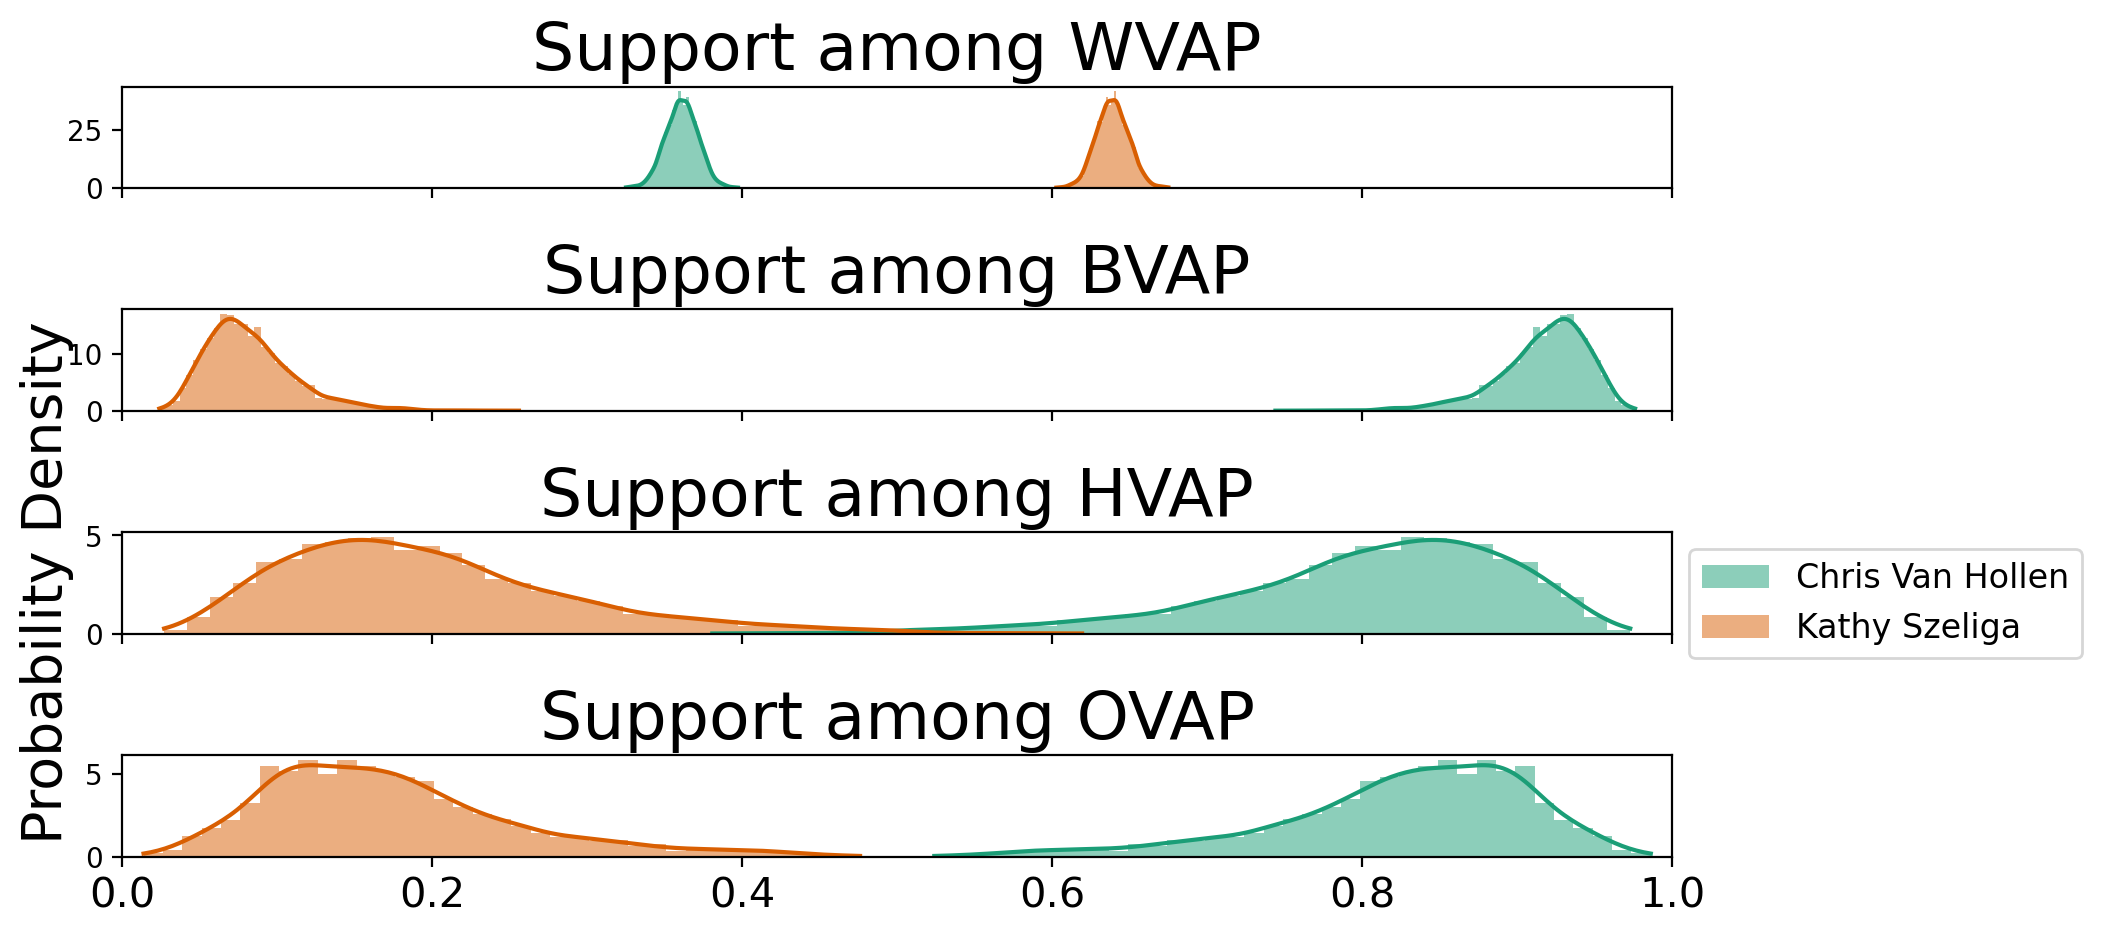 Support among WVAP
25
0
Support among BVAP
10
0
Support among HVAP
5
0
Support among OVAP
5
0
0.0 0.2 0.4 0.6 0.8 1.0
Probability Density
Chris Van Hollen
Kathy Szeliga